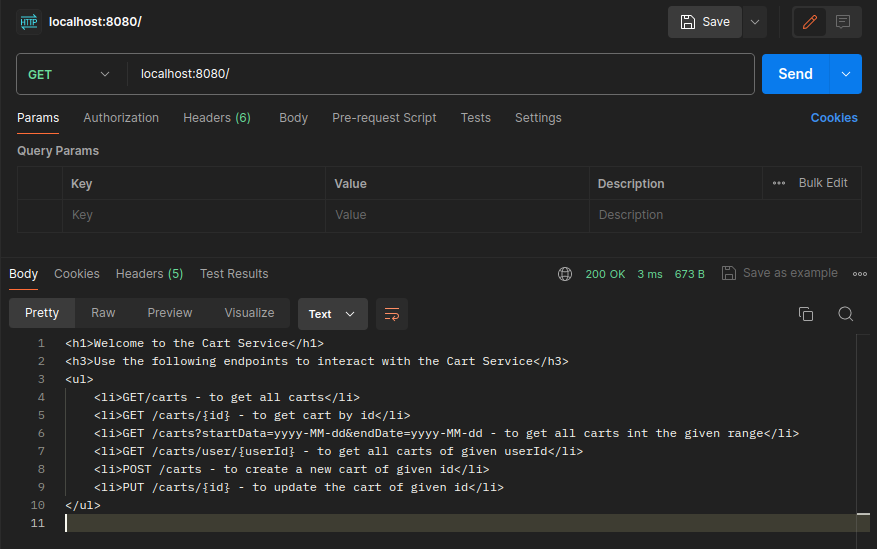 HTTP localhost:8080/ Save
GET localhost:8080/ Send
Params Authorization Headers (6) Body Pre-request Script Tests Settings Cookies
Query Params
Key Value Description ••• Bulk Edit
Key Value Description
Body Cookies Headers (5) Test Results 200 OK 3 ms 673 B Save as example •••
Pretty Raw Preview Visualize Text
1 <h1>Welcome to the Cart Service</h1>
2 <h3>Use the following endpoints to interact with the Cart Service</h3>
3 <ul>
4 <li>GET/carts - to get all carts</li>
5 <li>GET /carts/{id} - to get cart by id</li>
6 <li>GET /carts?startData=yyyy-MM-dd&endDate=yyyy-MM-dd - to get all carts int the given range</li>
7 <li>GET /carts/user/{userId} - to get all carts of given userId</li>
8 <li>POST /carts - to create a new cart of given id</li>
9 <li>PUT /carts/{id} - to update the cart of given id</li>
10 </ul>
11